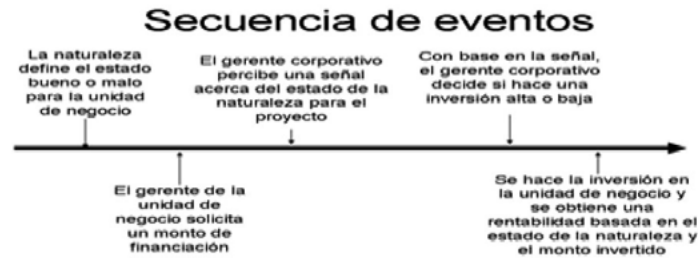 Secuencia de eventos
La naturaleza
define el estado
bueno o malo
para la unidad
de negocio
El gerente de la
unidad de
negocio solicita
un monto de
financiación
El gerente corporativo
percibe una señal
acerca del estado de la
naturaleza para el
proyecto
Con base en la señal,
el gerente corporativo
decide si hace una
inversión alta o baja
Se hace la inversión en
la unidad de negocio y
se obtiene una
rentabilidad basada en el
estado de la naturaleza y
el monto invertido